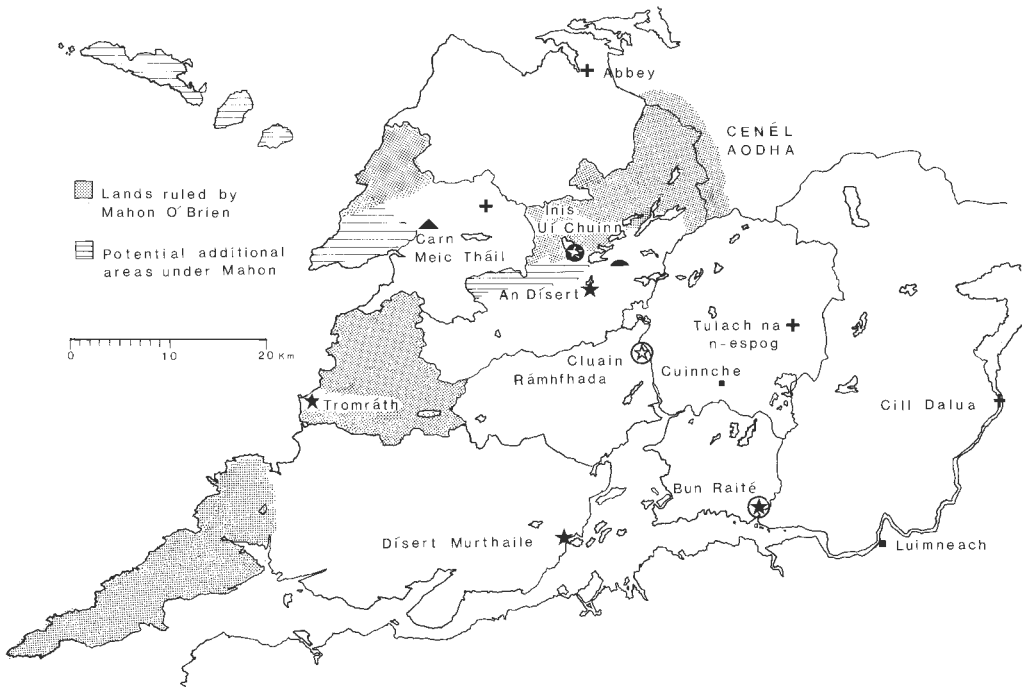 Abbey
CENÉL
AODHA
Lands ruled by
Mahon O'Brien
Potential additional
areas under Mahon
0 10 20 Km
Inis
Uí Chuinn
Carn
Meic Tháil
An Dísert
Tulach na
n-espog
Cluain
Rámhfhada
Cuinnche
Tromráth
Cill Dalua
Bun Raité
Dísert Murthaile
Luimneach